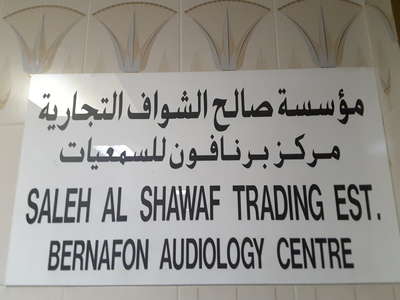 مؤسسة صالح الشواف التجارية
مركز برنافون للسمعيات
SALEH AL SHAWAF TRADING EST.
BERNAFON AUDIOLOGY CENTRE